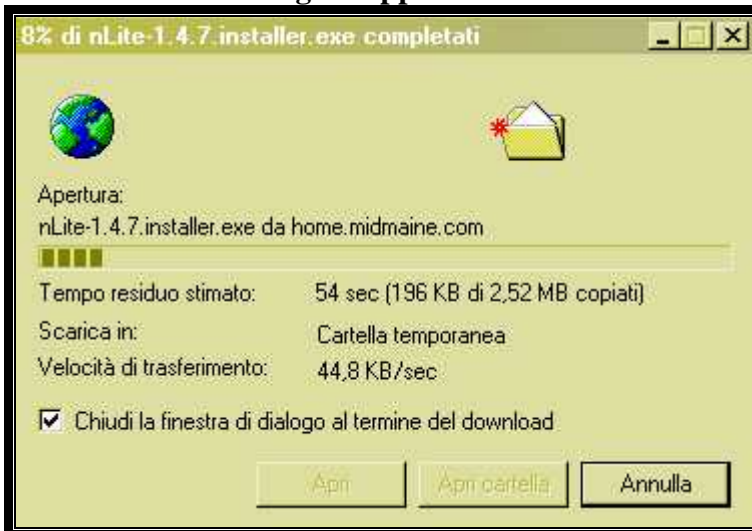 8% di nLite-1.4.7.installer.exe completati
Apertura:
nLite-1.4.7.installer.exe da home.midmaine.com
Tempo residuo stimato: 54 sec (196 KB di 2,52 MB copiati)
Scarica in: Cartella temporanea
Velocità di trasferimento: 44,8 KB/sec
Chiudi la finestra di dialogo al termine del download
Apri Apri cartella Annulla